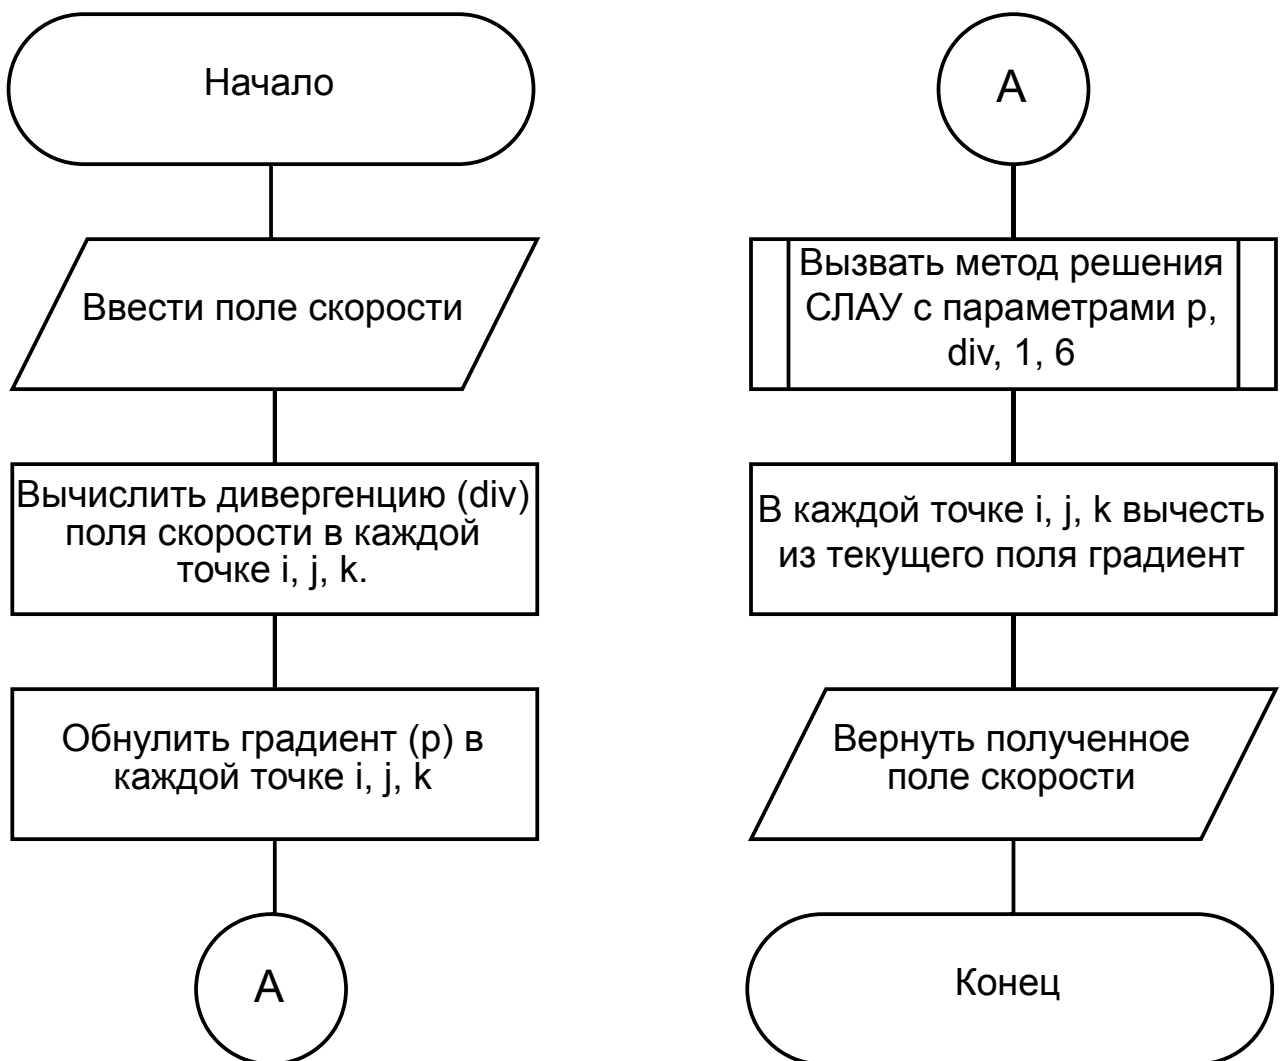 Начало
Ввести поле скорости
Вычислить дивергенцию (div)
поля скорости в каждой
точке i, j, k.
Обнулить градиент (p) в
каждой точке i, j, k
А
А
Вызвать метод решения
СЛАУ с параметрами p,
div, 1, 6
В каждой точке i, j, k вычесть
из текущего поля градиент
Вернуть полученное
поле скорости
Конец